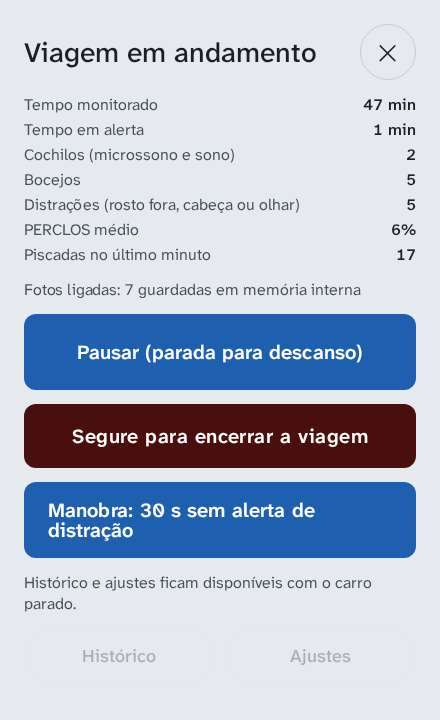 Viagem em andamento
Tempo monitorado 47 min
Tempo em alerta 1 min
Cochilos (microssono e sono) 2
Bocejos 5
Distrações (rosto fora, cabeça ou olhar) 5
PERCLOS médio 6%
Piscadas no último minuto 17
Fotos ligadas: 7 guardadas em memória interna
Pausar (parada para descanso)
Segure para encerrar a viagem
Manobra: 30 s sem alerta de
distração
Histórico e ajustes ficam disponíveis com o carro
parado.
Histórico Ajustes